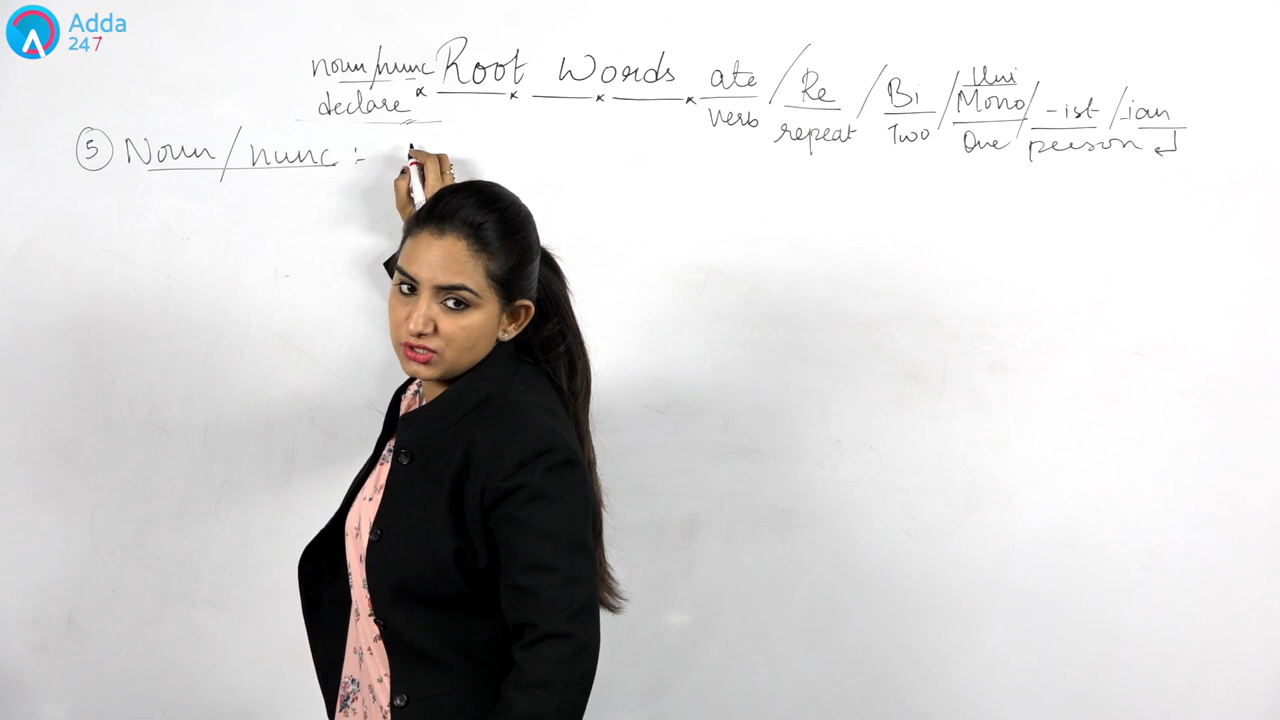 Adda
247
noun/nunc Root Words ate / Re / Bi / Uni Mono / -ist / -ian
declare verb repeat Two One person
⑤ Noun/nunc :-